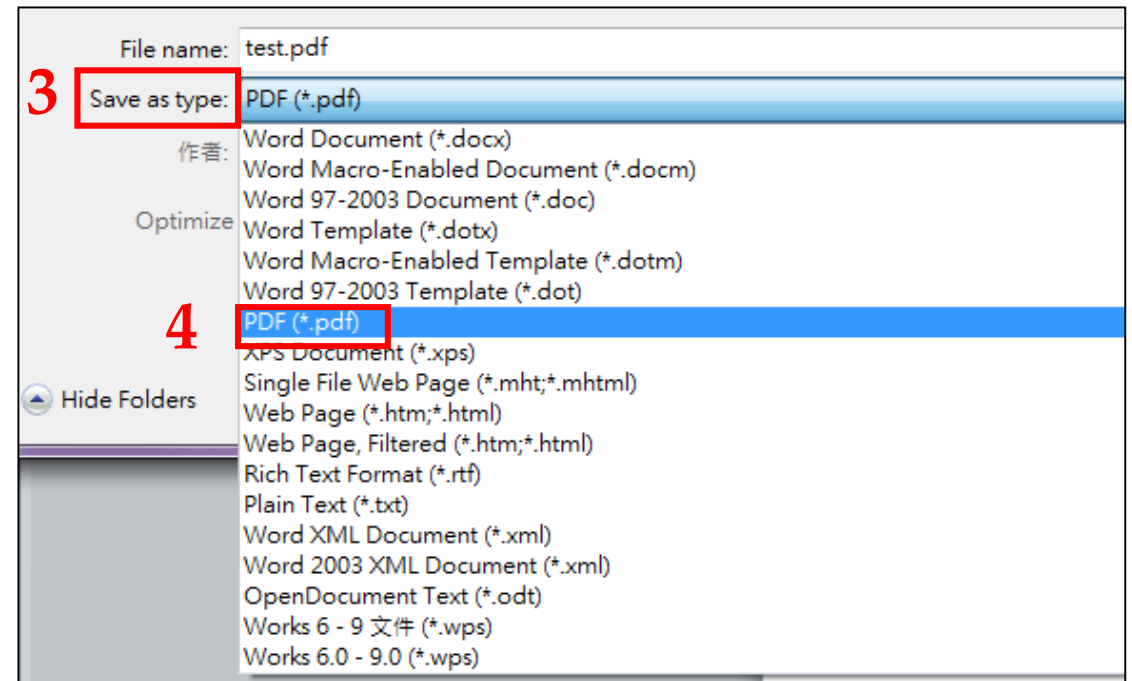 File name: test.pdf
3 Save as type: PDF (*.pdf)
Word Document (*.docx)
作者:
Word Macro-Enabled Document (*.docm)
Word 97-2003 Document (*.doc)
Optimize
Word Template (*.dotx)
Word Macro-Enabled Template (*.dotm)
Word 97-2003 Template (*.dot)
4 PDF (*.pdf)
XPS Document (*.xps)
Single File Web Page (*.mht;*.mhtml)
Hide Folders
Web Page (*.htm;*.html)
Web Page, Filtered (*.htm;*.html)
Rich Text Format (*.rtf)
Plain Text (*.txt)
Word XML Document (*.xml)
Word 2003 XML Document (*.xml)
OpenDocument Text (*.odt)
Works 6 - 9 文件 (*.wps)
Works 6.0 - 9.0 (*.wps)